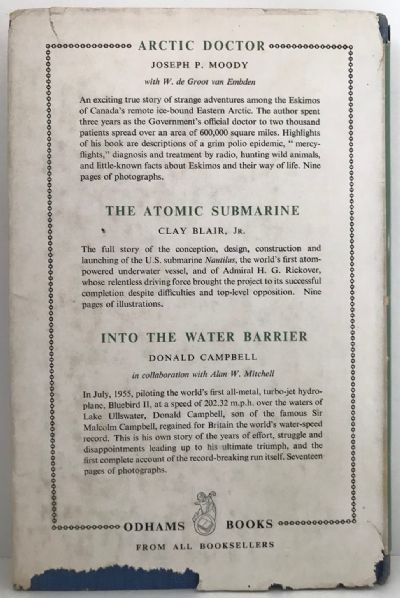 ARCTIC DOCTOR
JOSEPH P. MOODY
with W. de Groot van Embden
An exciting true story of strange adventures among the Eskimos
of Canada's remote ice-bound Eastern Arctic. The author spent
three years as the Government's official doctor to two thousand
patients spread over an area of 600,000 square miles. Highlights
of his book are descriptions of a grim polio epidemic, " mercy-
flights," diagnosis and treatment by radio, hunting wild animals,
and little-known facts about Eskimos and their way of life. Nine
pages of photographs.
THE ATOMIC SUBMARINE
CLAY BLAIR, Jr.
The full story of the conception, design, construction and
launching of the U.S. submarine Nautilus, the world's first atom-
powered underwater vessel, and of Admiral H. G. Rickover,
whose relentless driving force brought the project to its successful
completion despite difficulties and top-level opposition. Nine
pages of illustrations.
INTO THE WATER BARRIER
DONALD CAMPBELL
in collaboration with Alan W. Mitchell
In July, 1955, piloting the world's first all-metal, turbo-jet hydro-
plane, Bluebird II, at a speed of 202.32 m.p.h. over the waters of
Lake Ullswater, Donald Campbell, son of the famous Sir
Malcolm Campbell, regained for Britain the world's water-speed
record. This is his own story of the years of effort, struggle and
disappointments leading up to his ultimate triumph, and the
first complete account of the record-breaking run itself. Seventeen
pages of photographs.
ODHAMS BOOKS
FROM ALL BOOKSELLERS